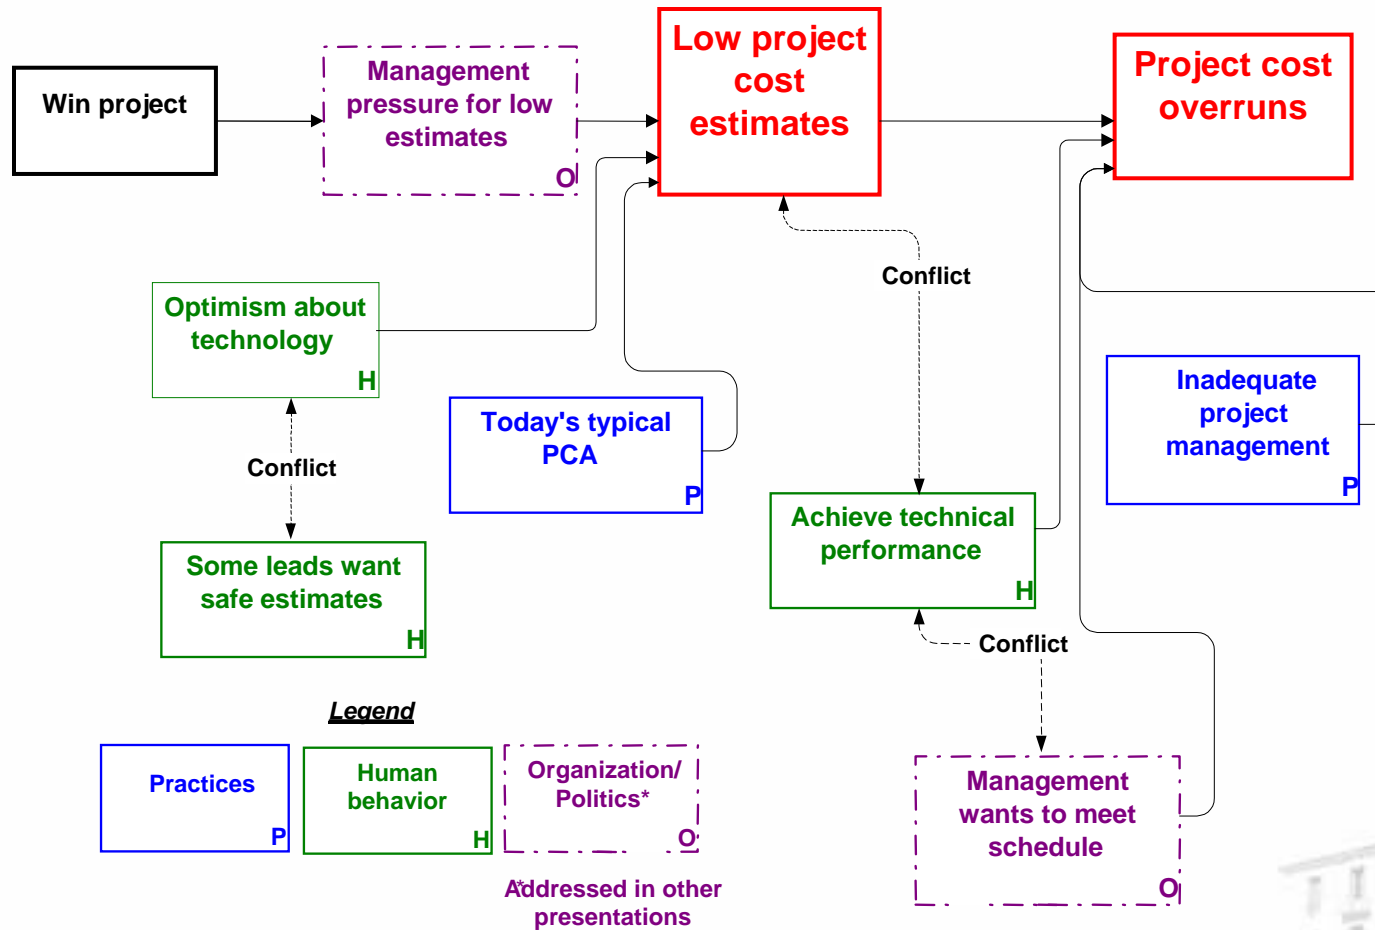 Win project
Management
pressure for low
estimates
O
Low project
cost
estimates
Project cost
overruns
Optimism about
technology
H
Conflict
Some leads want
safe estimates
H
Today's typical
PCA
P
Conflict
Achieve technical
performance
H
Inadequate
project
management
P
Conflict
Management
wants to meet
schedule
O
Legend
Practices
P
Human
behavior
H
Organization/
Politics*
O
*Addressed in other
presentations